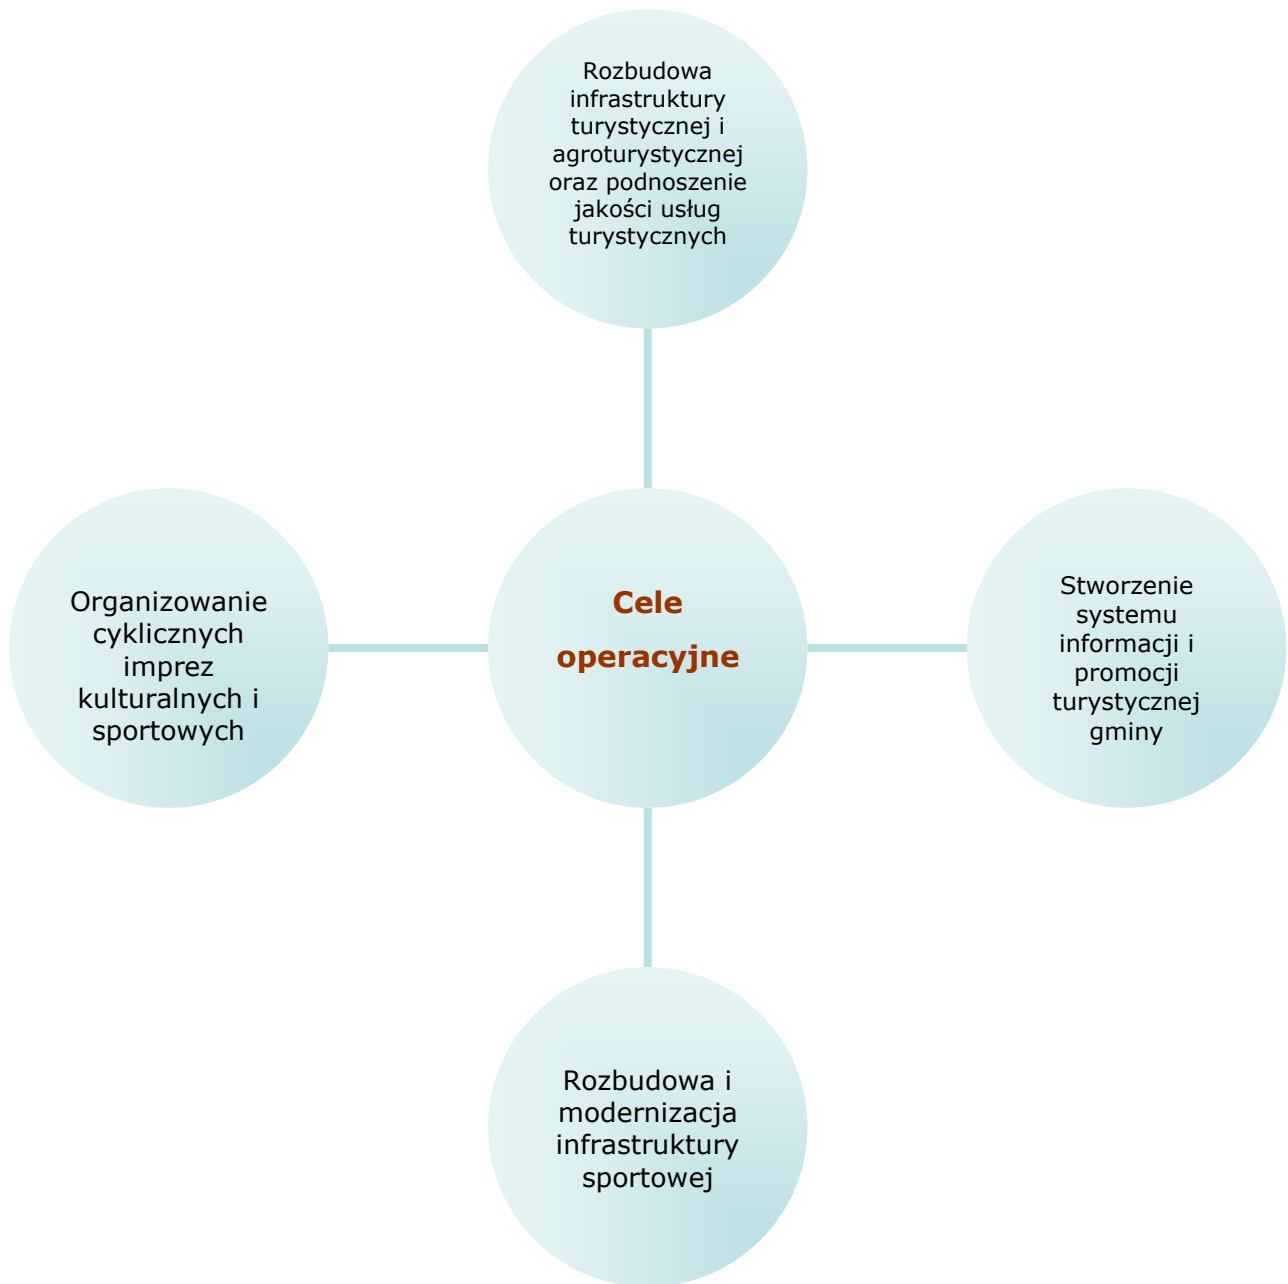 Rozbudowa
infrastruktury
turystycznej i
agroturystycznej
oraz podnoszenie
jakości usług
turystycznych
Organizowanie
cyklicznych
imprez
kulturalnych i
sportowych
Cele
operacyjne
Stworzenie
systemu
informacji i
promocji
turystycznej
gminy
Rozbudowa i
modernizacja
infrastruktury
sportowej